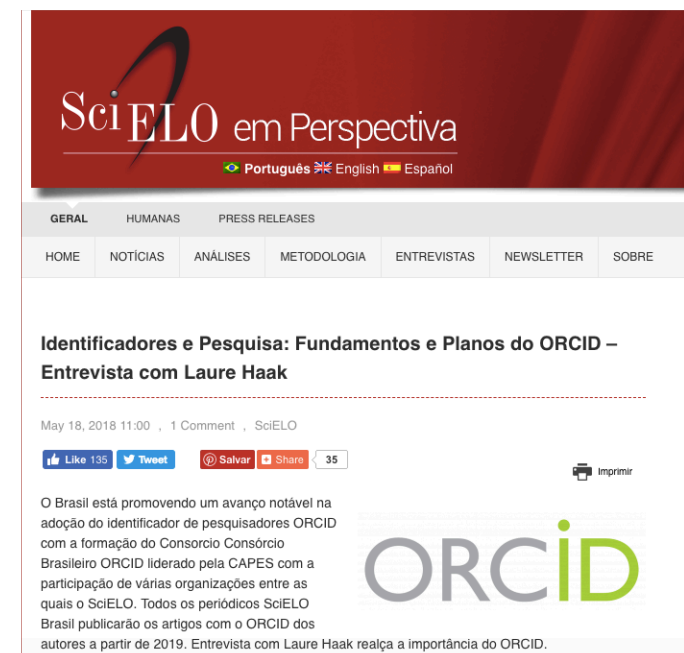 SciELO em Perspectiva
Português English Español
GERAL HUMANAS PRESS RELEASES
HOME NOTÍCIAS ANÁLISES METODOLOGIA ENTREVISTAS NEWSLETTER SOBRE
Identificadores e Pesquisa: Fundamentos e Planos do ORCID –
Entrevista com Laure Haak
May 18, 2018 11:00 , 1 Comment , SciELO
Like 135 Tweet Salvar Share 35
Imprimir
O Brasil está promovendo um avanço notável na
adoção do identificador de pesquisadores ORCID
com a formação do Consorcio Consórcio
Brasileiro ORCID liderado pela CAPES com a
participação de várias organizações entre as
quais o SciELO. Todos os periódicos SciELO
Brasil publicarão os artigos com o ORCID dos
autores a partir de 2019. Entrevista com Laure Haak realça a importância do ORCID.
ORCID